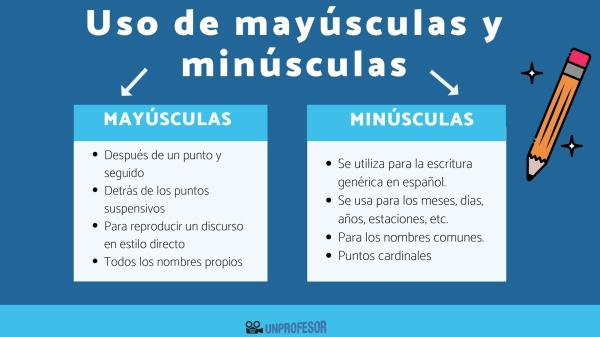 Uso de mayúsculas y
minúsculas
MAYÚSCULAS
Después de un punto y
seguido
Detrás de los puntos
suspensivos
Para reproducir un discurso
en estilo directo
Todos los nombres propios
MINÚSCULAS
Se utiliza para la escritura
genérica en español.
Se usa para los meses, días,
años, estaciones, etc.
Para los nombres comunes.
Puntos cardinales
UNPROFESOR